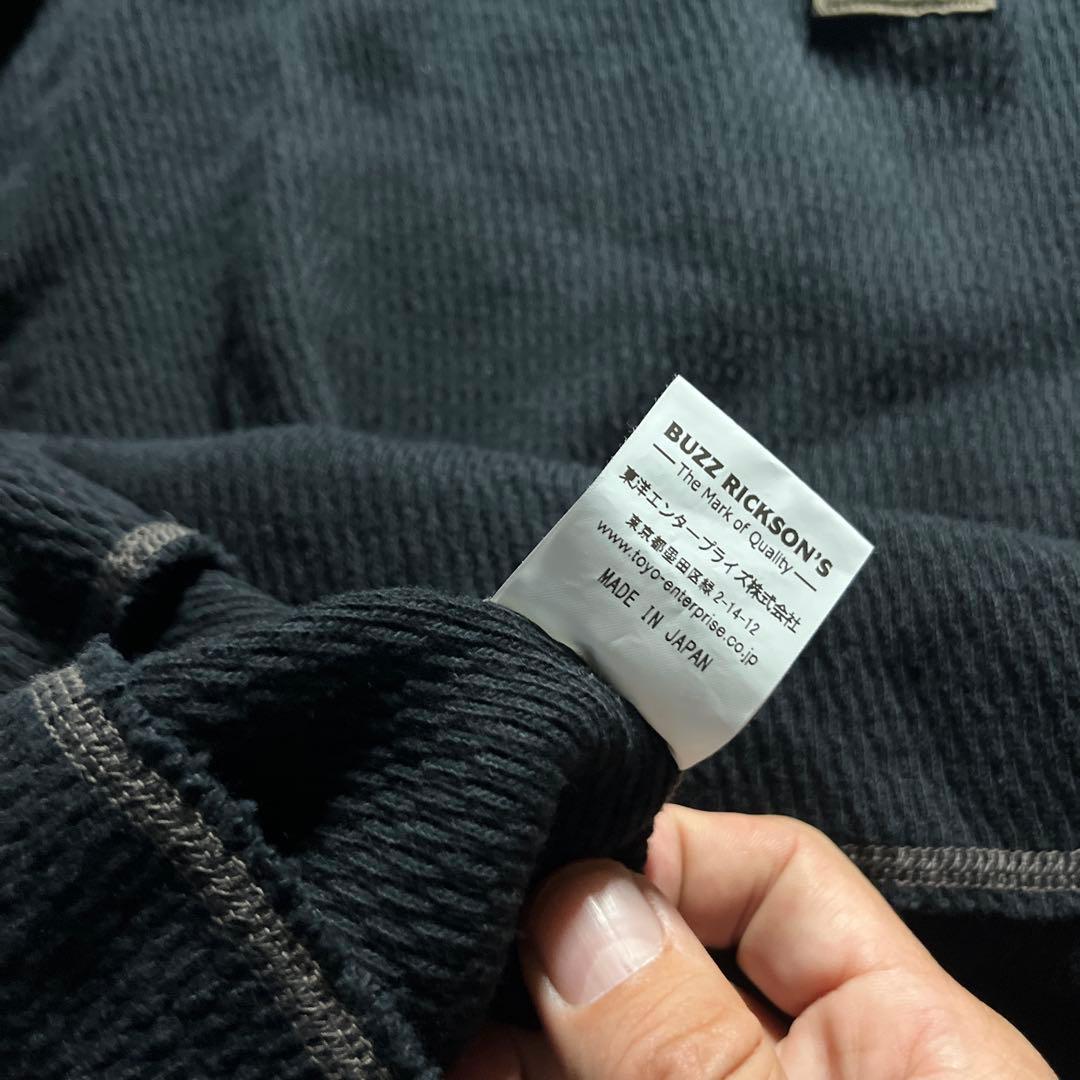 BUZZ RICKSON'S
The Mark of Quality
東洋エンタープライズ株式会社
東京都墨田区緑 2-14-12
www.toyo-enterprise.co.jp
MADE IN JAPAN